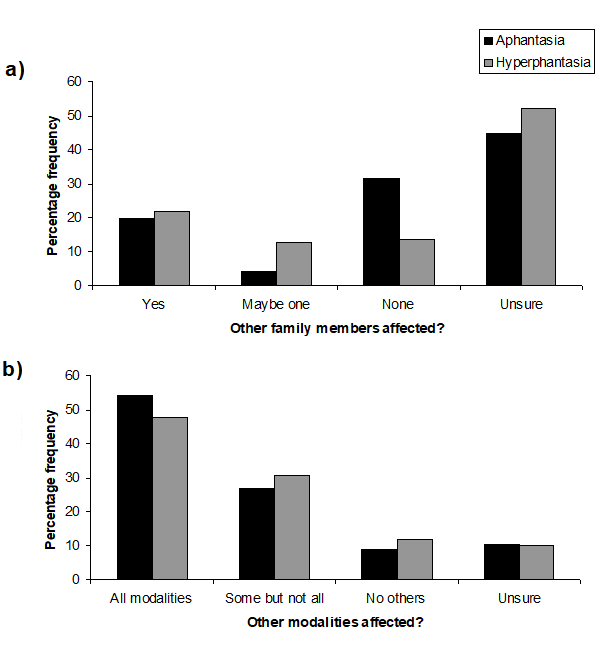 Aphantasia
Hyperphantasia
a)
Percentage frequency
60
50
40
30
20
10
0
Yes Maybe one None Unsure
Other family members affected?
b)
Percentage frequency
60
50
40
30
20
10
0
All modalities Some but not all No others Unsure
Other modalities affected?